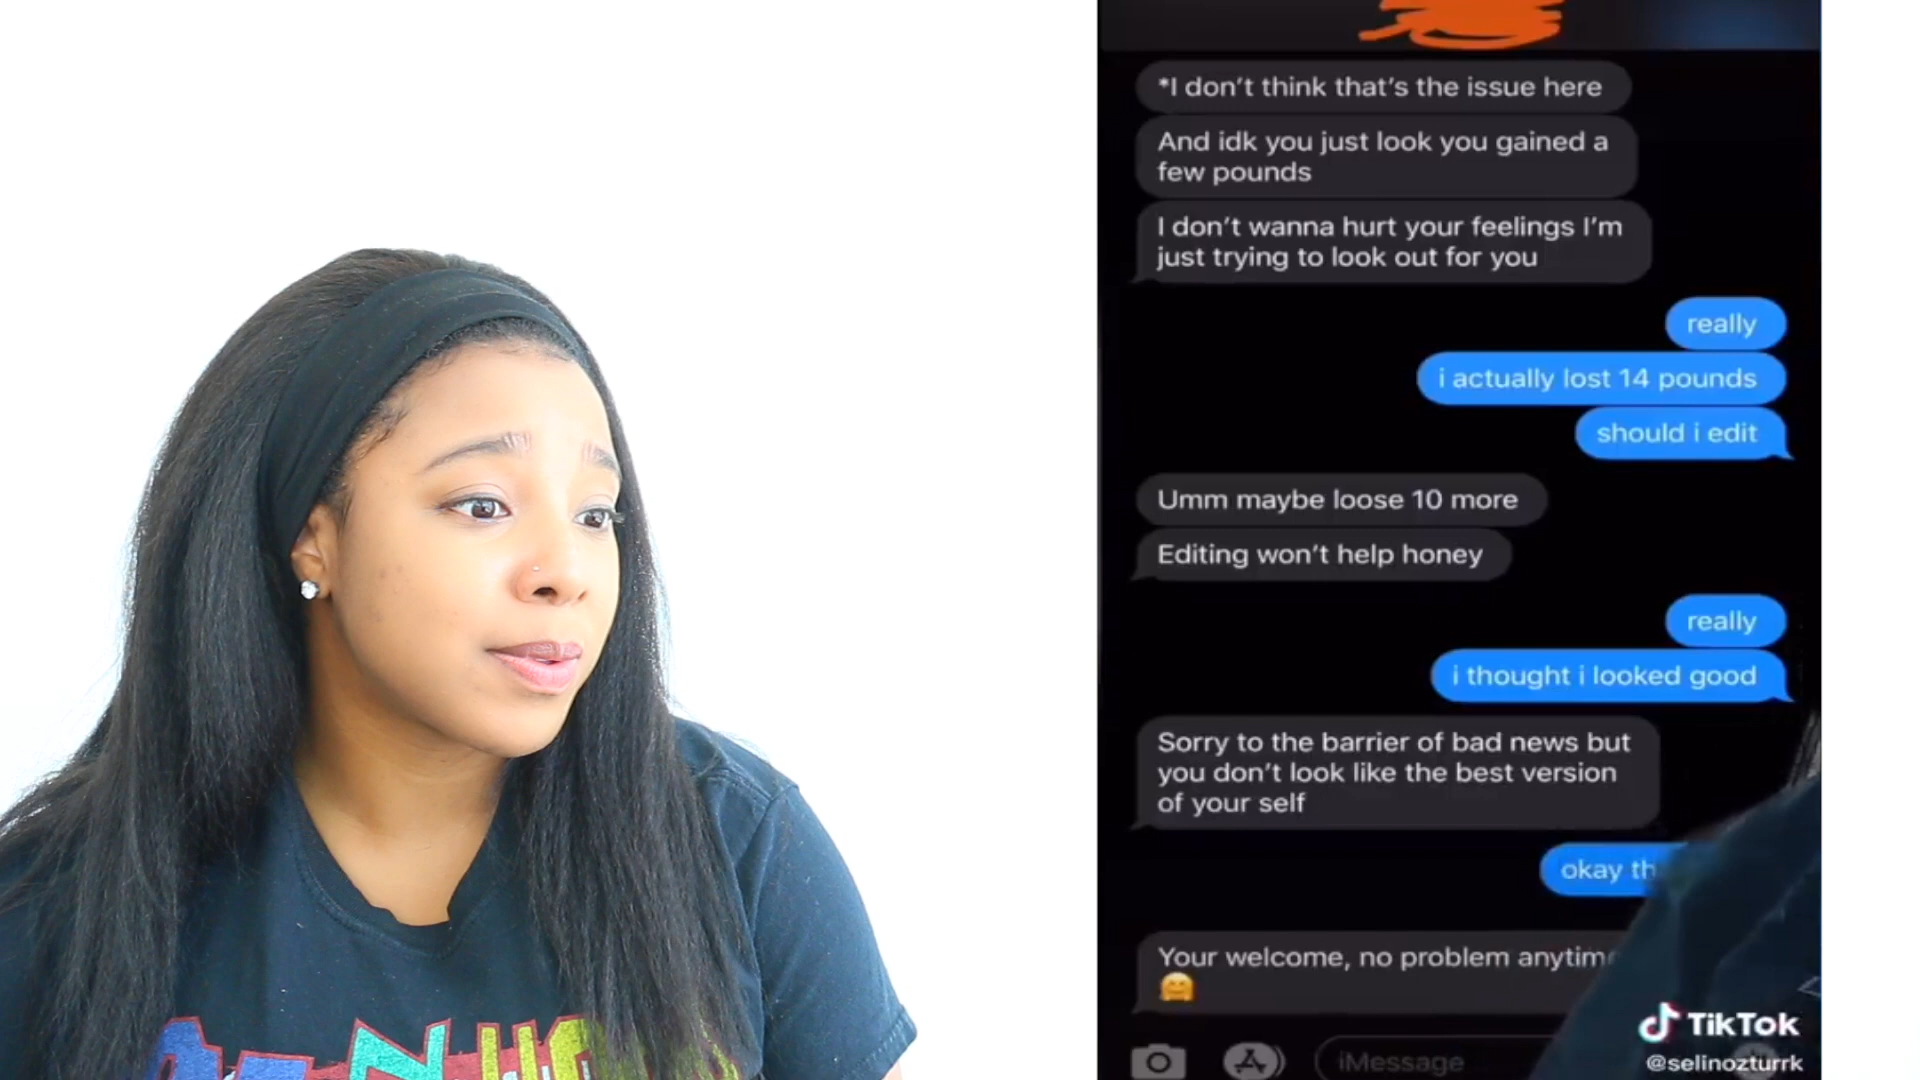 *I don't think that's the issue here
And idk you just look you gained a
few pounds
I don't wanna hurt your feelings I'm
just trying to look out for you
really
i actually lost 14 pounds
should i edit
Umm maybe loose 10 more
Editing won't help honey
really
i thought i looked good
Sorry to the barrier of bad news but
you don't look like the best version
of your self
okay
Your welcome, no problem
iMessage
TikTok
@selinozturrk